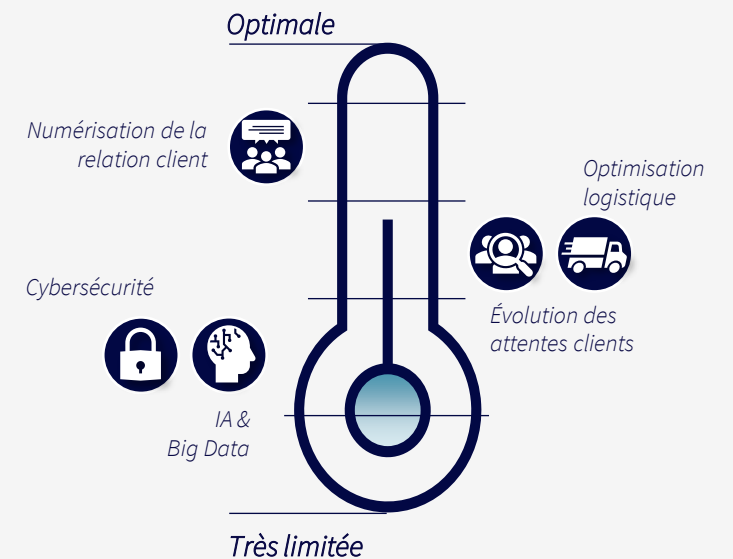 Optimale
Numérisation de la
relation client
Optimisation
logistique
Cybersécurité
Évolution des
attentes clients
IA &
Big Data
Très limitée